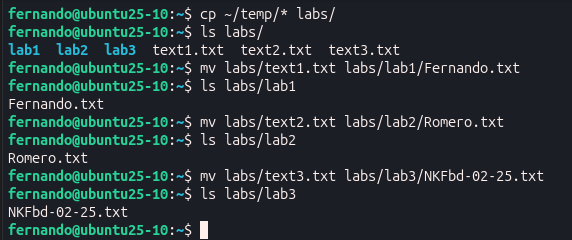 fernando@ubuntu25-10:~$ cp ~/temp/* labs/
fernando@ubuntu25-10:~$ ls labs/
lab1  lab2  lab3  text1.txt  text2.txt  text3.txt
fernando@ubuntu25-10:~$ mv labs/text1.txt labs/lab1/Fernando.txt
fernando@ubuntu25-10:~$ ls labs/lab1
Fernando.txt
fernando@ubuntu25-10:~$ mv labs/text2.txt labs/lab2/Romero.txt
fernando@ubuntu25-10:~$ ls labs/lab2
Romero.txt
fernando@ubuntu25-10:~$ mv labs/text3.txt labs/lab3/NKFbd-02-25.txt
fernando@ubuntu25-10:~$ ls labs/lab3
NKFbd-02-25.txt
fernando@ubuntu25-10:~$